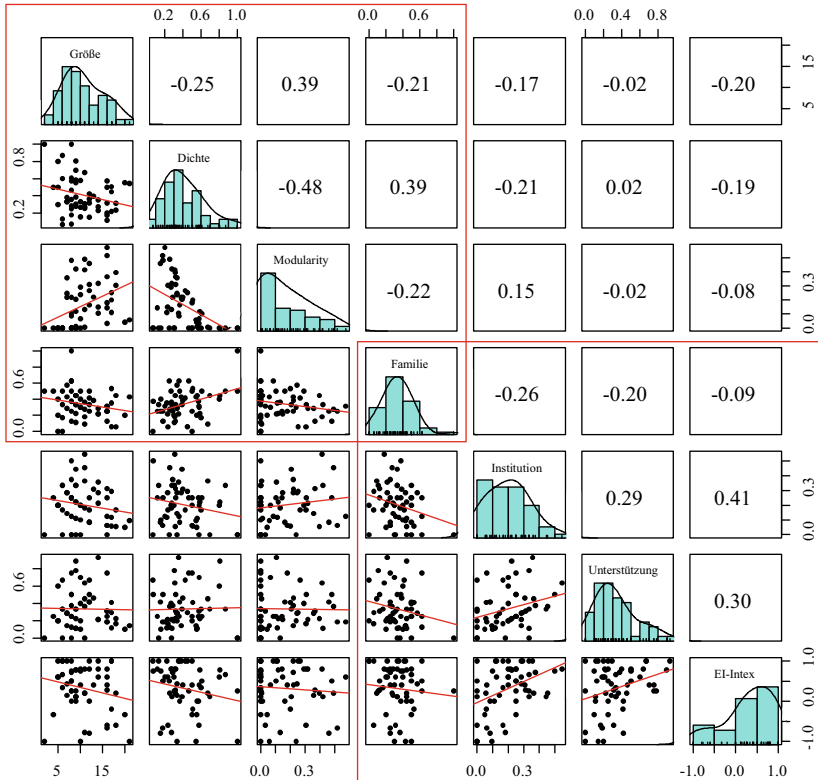 0.2 0.6 1.0
0.0 0.6
0.0 0.4 0.8
Größe
-0.25
0.39
-0.21
-0.17
-0.02
-0.20
5 15
0.2 0.8
Dichte
-0.48
0.39
-0.21
0.02
-0.19
Modularity
-0.22
0.15
-0.02
-0.08
0.0 0.3
0.0 0.6
Familie
-0.26
-0.20
-0.09
Institution
0.29
0.41
0.0 0.3
0.0 0.6
Unterstützung
0.30
EI-Intex
-1.0 0.0 1.0
5 15
0.0 0.3
0.0 0.3
-1.0 0.0 1.0